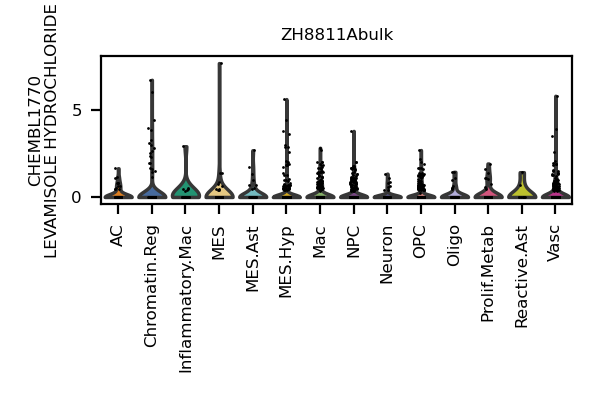 ZH8811Abulk
CHEMBL1770
LEVAMISOLE HYDROCHLORIDE
5
0
AC
Chromatin.Reg
Inflammatory.Mac
MES
MES.Ast
MES.Hyp
Mac
NPC
Neuron
OPC
Oligo
Prolif.Metab
Reactive.Ast
Vasc